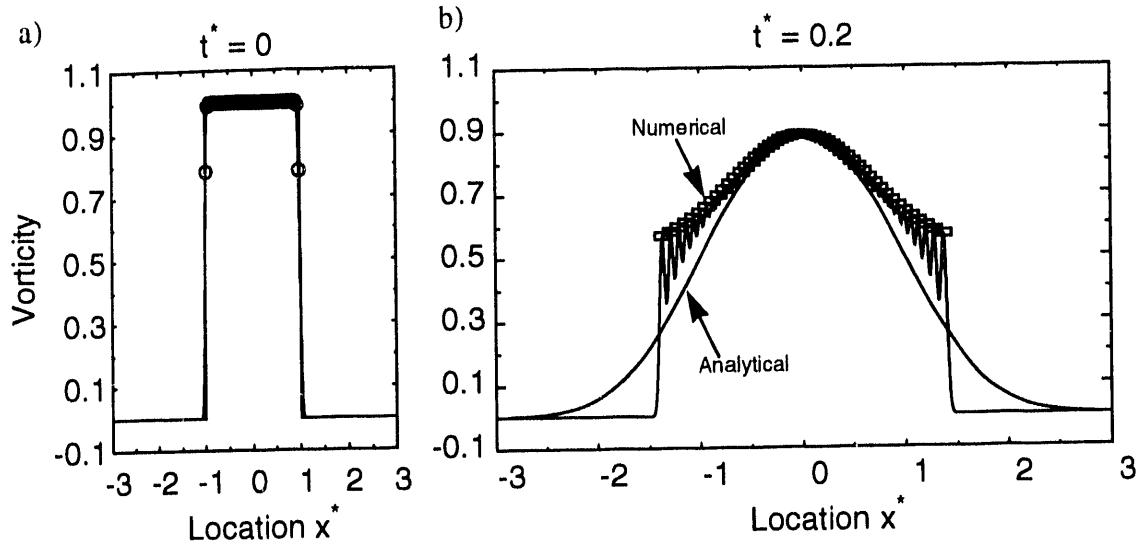 a)
t* = 0
1.1
0.9
0.7
0.5
0.3
0.1
-0.1
Vorticity
-3 -2 -1 0 1 2 3
Location x*
b)
t* = 0.2
1.1
0.9
0.7
0.5
0.3
0.1
-0.1
Numerical
Analytical
-3 -2 -1 0 1 2 3
Location x*